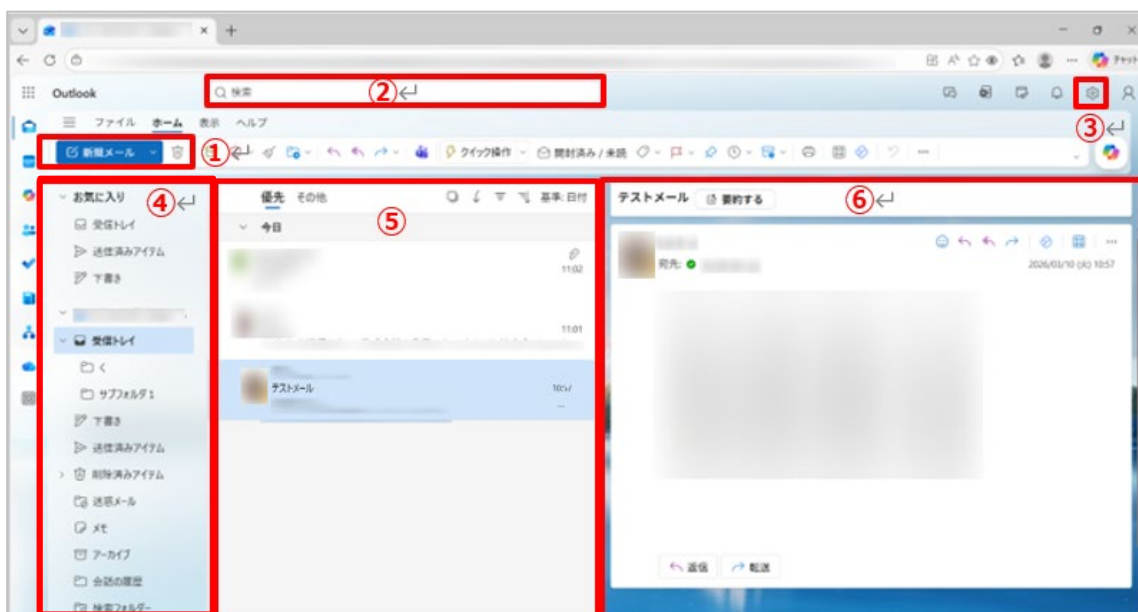 チャット
Outlook
検索
②
ファイル ホーム 表示 ヘルプ
③
新規メール
①
クイック操作
開封済み / 未読
お気に入り
④
受信トレイ
送信済みアイテム
下書き
受信トレイ
く
サブフォルダ1
下書き
送信済みアイテム
削除済みアイテム
迷惑メール
メモ
アーカイブ
会話の履歴
検索フォルダー
優先 その他
基準: 日付
⑤
今日
11:02
11:01
テストメール
10:57
テストメール
要約する
⑥
宛先:
2026/03/10 (火) 10:57
返信
転送